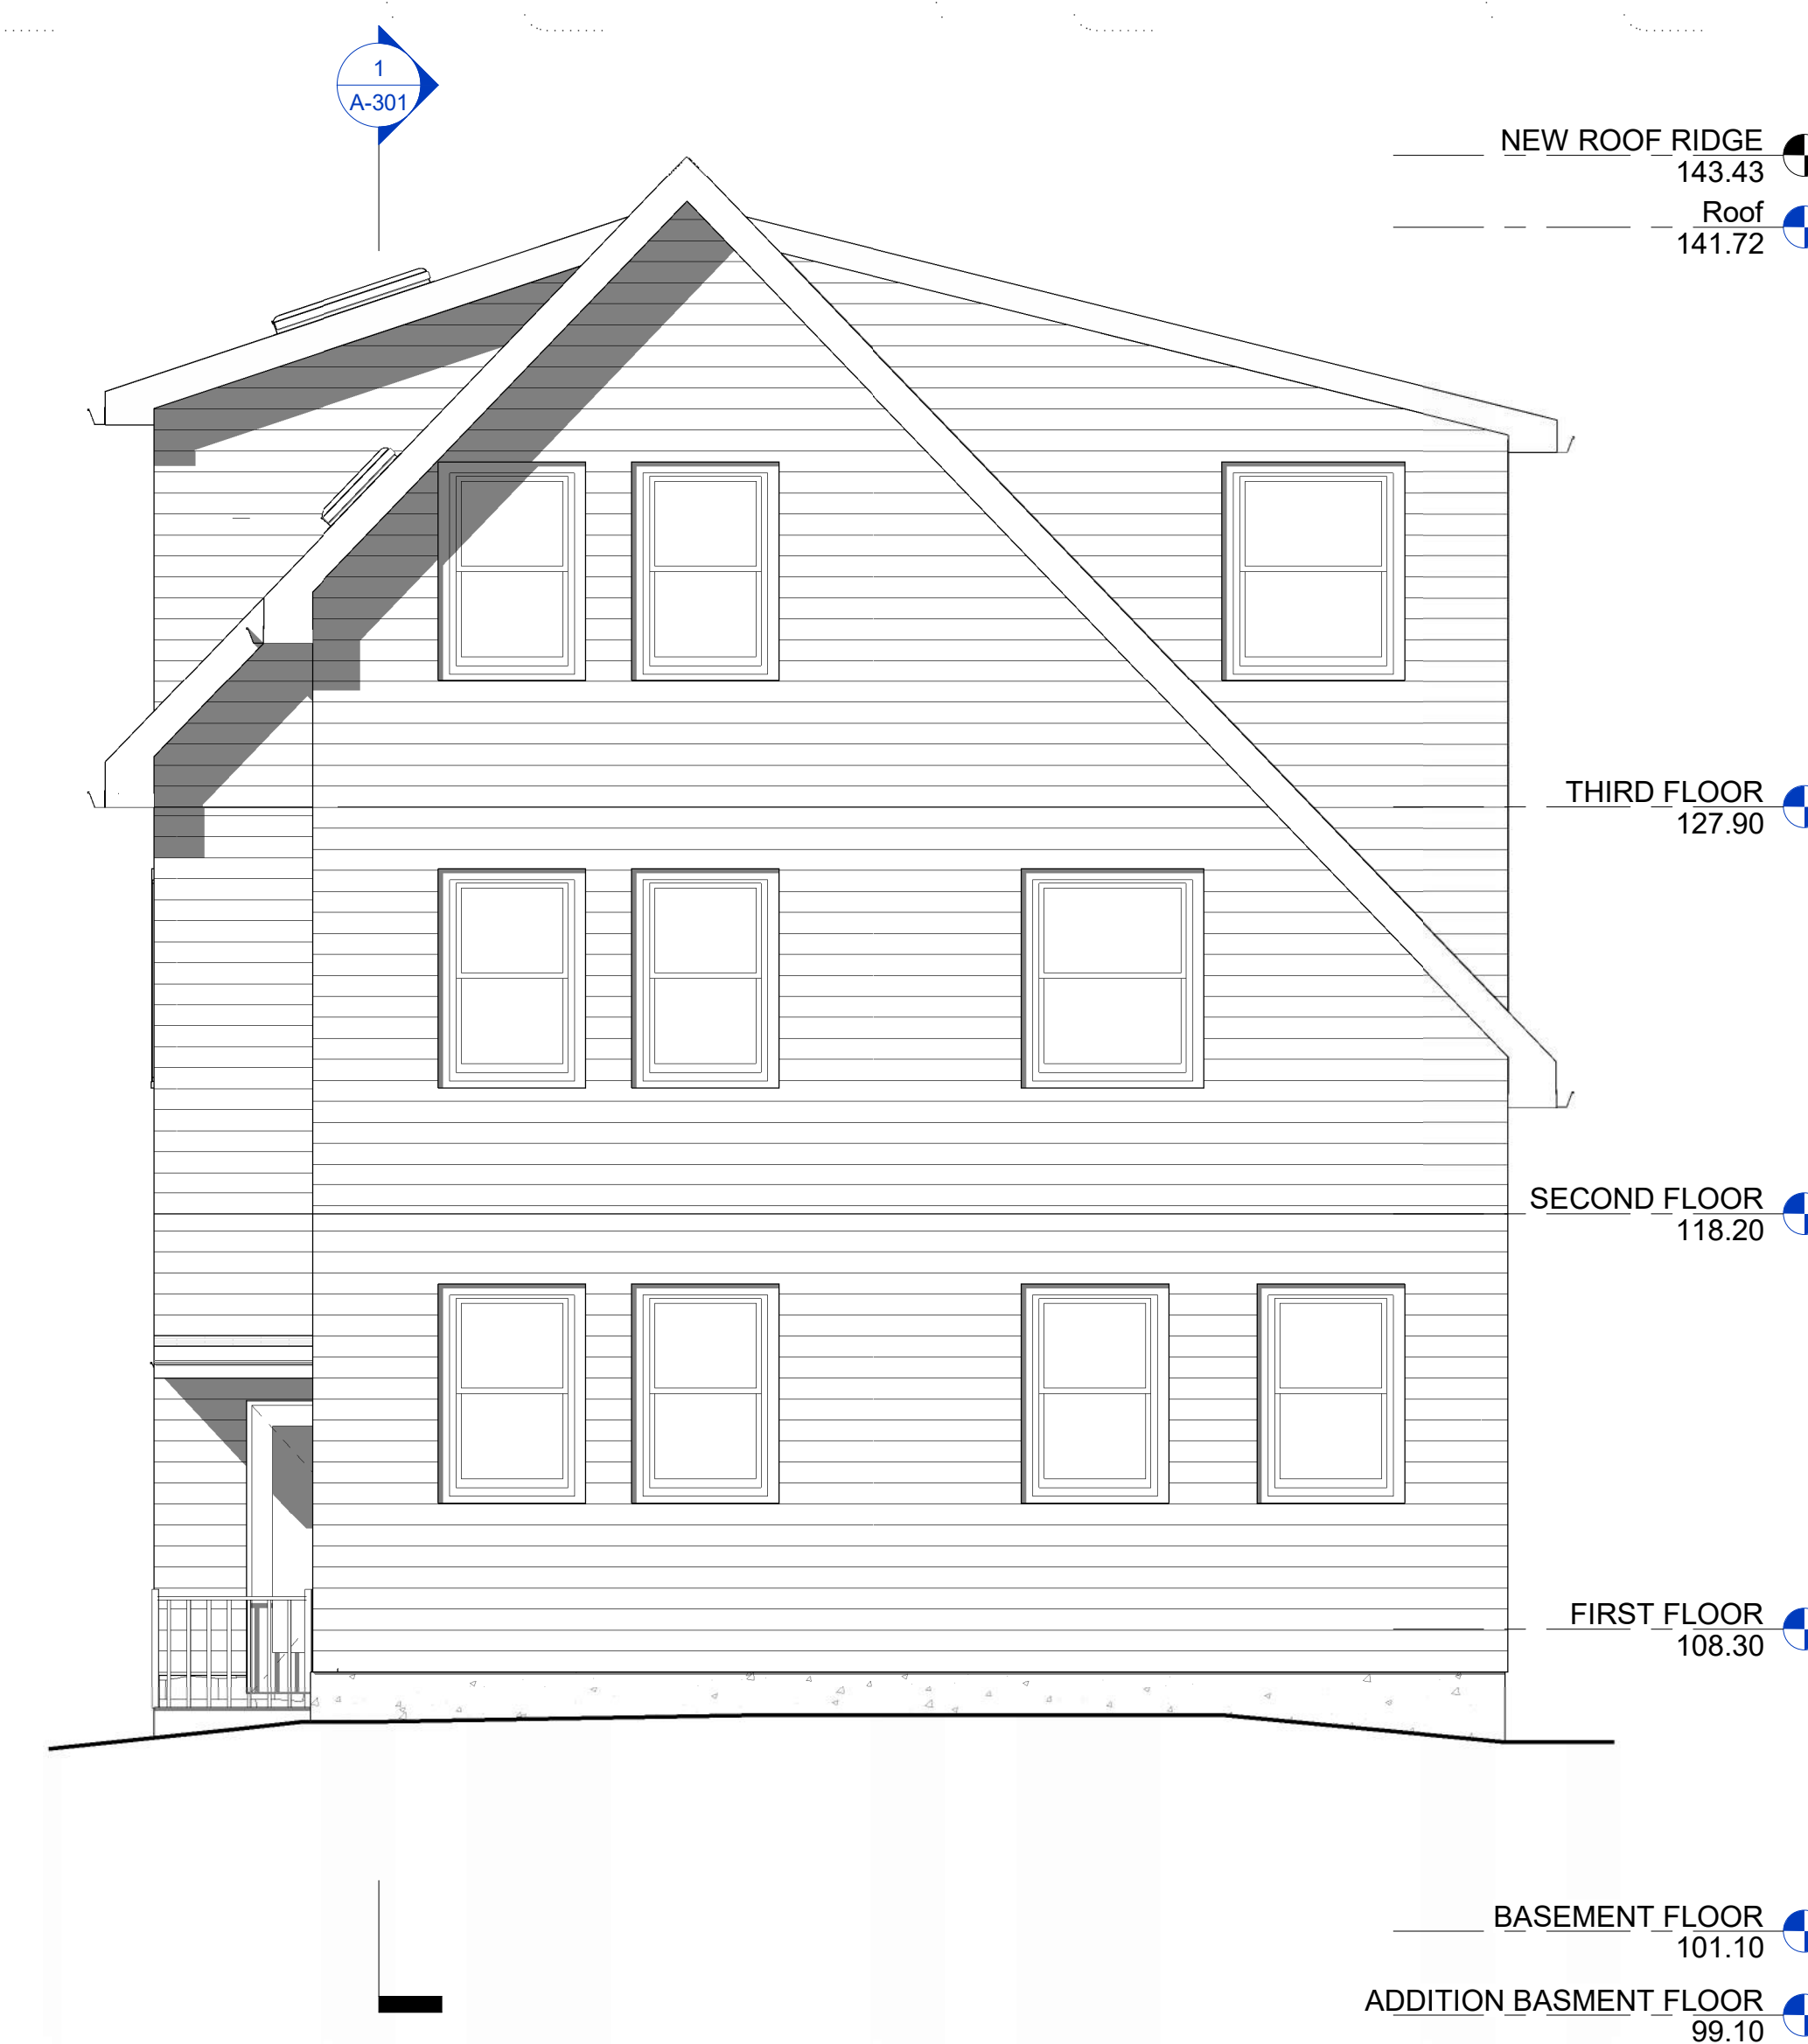 1
A-301
NEW ROOF RIDGE
143.43
Roof
141.72
THIRD FLOOR
127.90
SECOND FLOOR
118.20
FIRST FLOOR
108.30
BASEMENT FLOOR
101.10
ADDITION BASMENT FLOOR
99.10